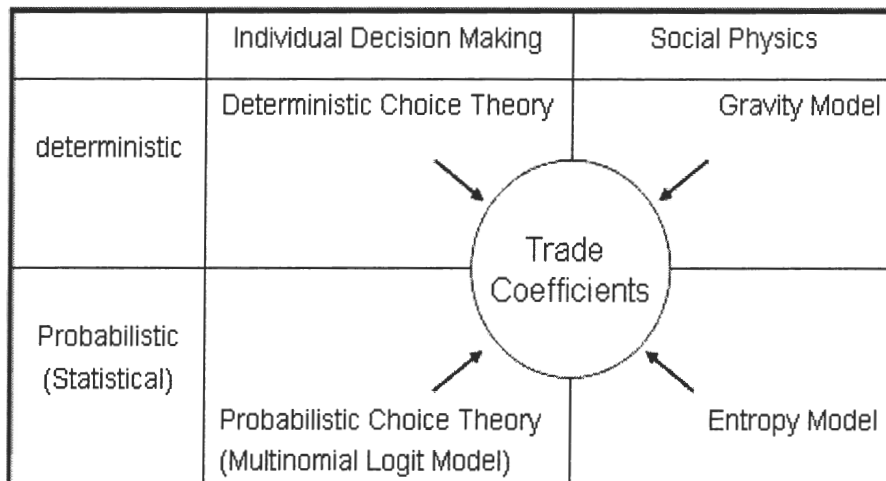 Individual Decision Making
Social Physics
deterministic
Deterministic Choice Theory
Gravity Model
Trade
Coefficients
Probabilistic
(Statistical)
Probabilistic Choice Theory
(Multinomial Logit Model)
Entropy Model